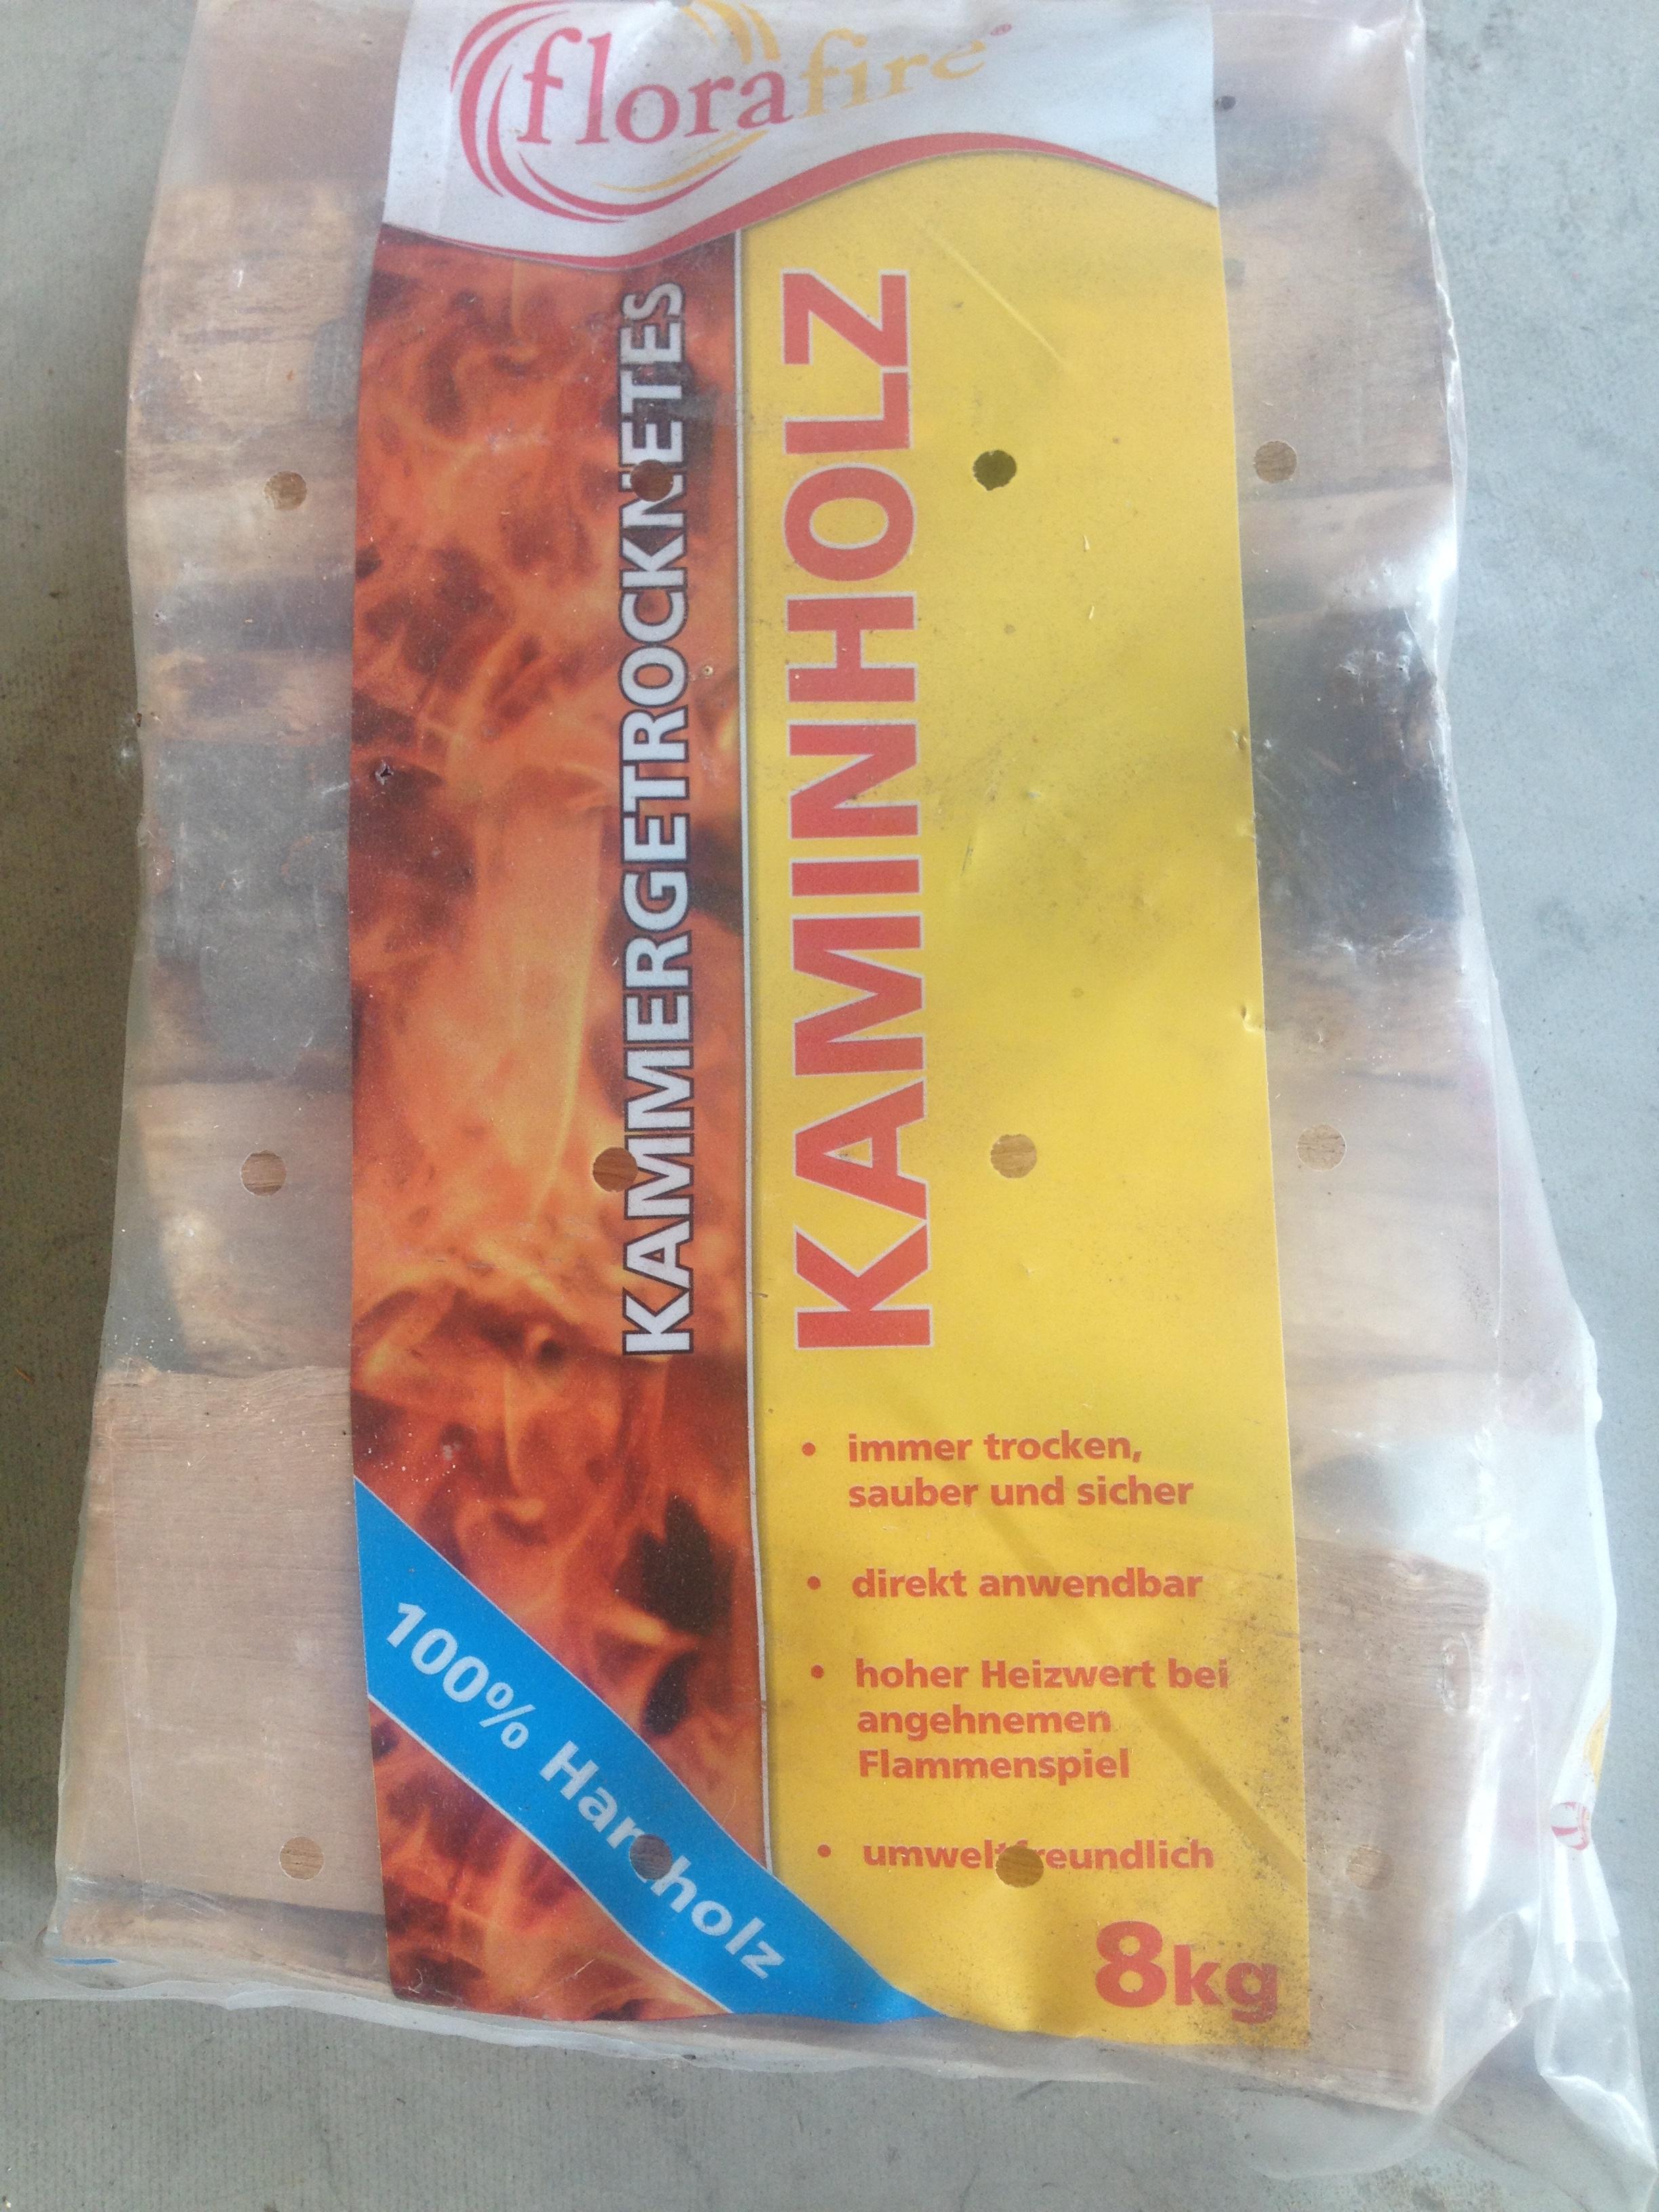 florafire®
KAMMERGETROCKNETES
KAMINHOLZ
• immer trocken,
sauber und sicher
• direkt anwendbar
• hoher Heizwert bei
angehnemen
Flammenspiel
• umweltfreundlich
100% Hartholz
8kg